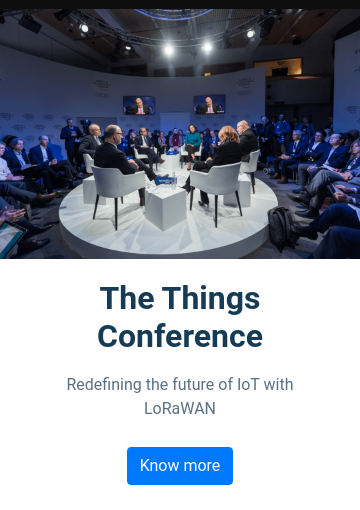 The Things
Conference
Redefining the future of IoT with
LoRaWAN
Know more